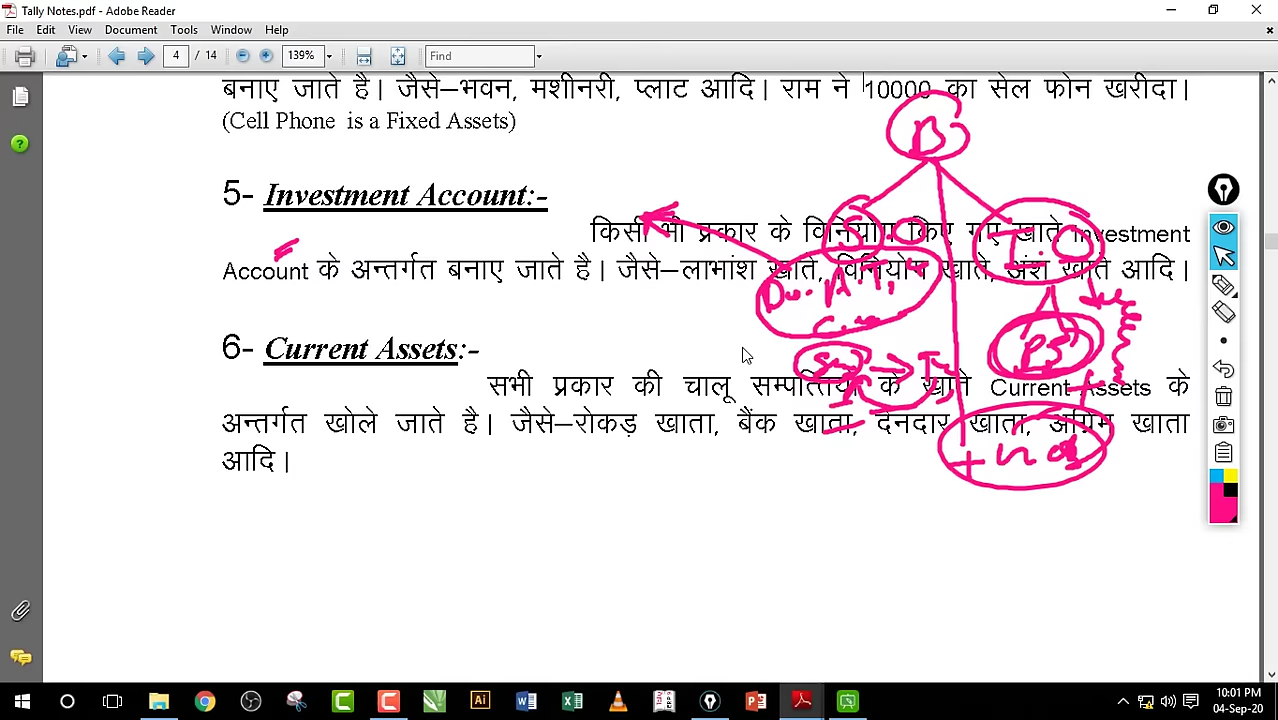 Tally Notes.pdf - Adobe Reader
File Edit View Document Tools Window Help
4 / 14 139% Find
बनाए जाते है। जैसे–भवन, मशीनरी, प्लाट आदि। राम ने 10000 का सेल फोन खरीदा।
(Cell Phone is a Fixed Assets)
5- Investment Account:-
किसी भी प्रकार के विनियोग किए गए खाते Investment
Account के अन्तर्गत बनाए जाते है। जैसे–लाभांश खाते, विनियोग खाते, अंश खाते आदि।
6- Current Assets:-
सभी प्रकार की चालू सम्पत्तियों के खाते Current Assets के
अन्तर्गत खोले जाते है। जैसे–रोकड़ खाता, बैंक खाता, देनदार खाता, अग्रिम खाता
आदि।
10:01 PM
04-Sep-20